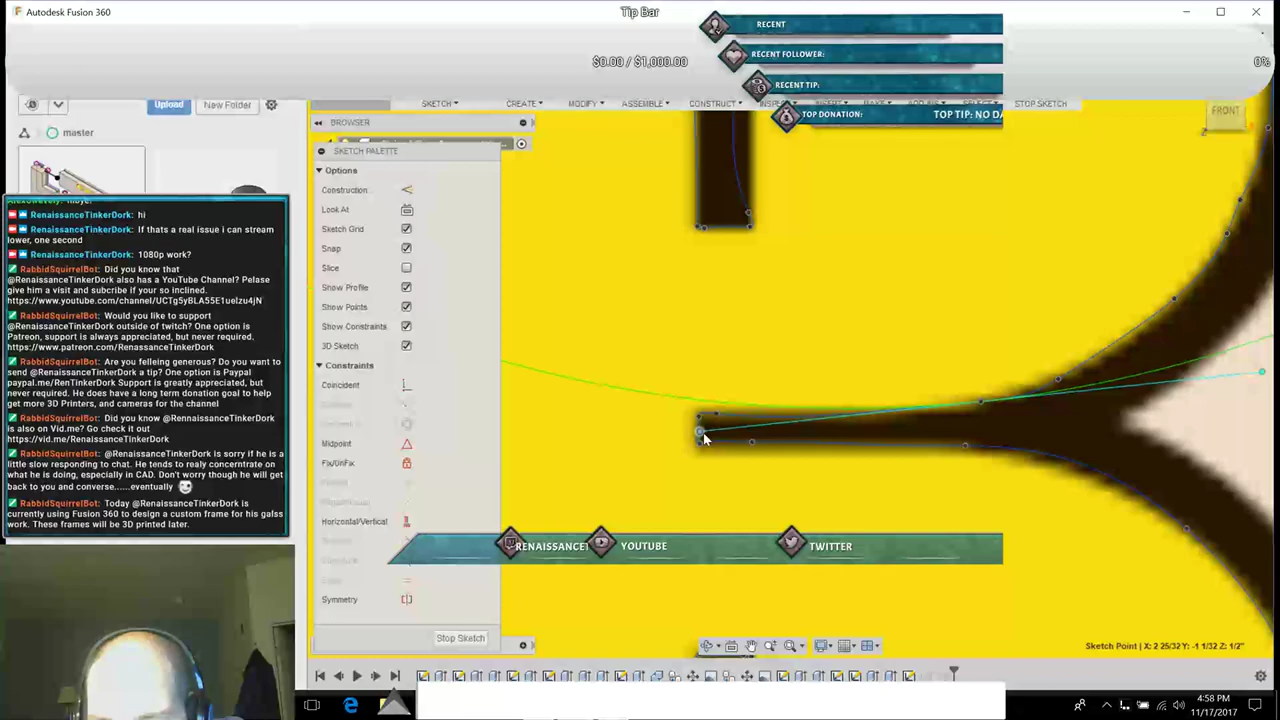 Autodesk Fusion 360
Tip Bar
RECENT
RECENT FOLLOWER:
$0.00 / $1,000.00
0%
RECENT TIP:
TOP DONATION:
TOP TIP: NO DA
Upload
New Folder
SKETCH
CREATE
MODIFY
ASSEMBLE
CONSTRUCT
SELECT
STOP SKETCH
FRONT
master
BROWSER
SKETCH PALETTE
Options
Construction
Look At
Sketch Grid
Snap
Slice
Show Profile
Show Points
Show Constraints
3D Sketch
Constraints
Coincident
Midpoint
Fix/UnFix
Horizontal/Vertical
Symmetry
Stop Sketch
RenaissanceTinkerDork: hi
RenaissanceTinkerDork: If thats a real issue i can stream
lower, one second
RenaissanceTinkerDork: 1080p work?
RabbidSquirrelBot: Did you know that
@RenaissanceTinkerDork also has a YouTube Channel? Pelase
give him a visit and subcribe if your so inclined.
https://www.youtube.com/channel/UCTg5yBLA55E1uelzu4jN
RabbidSquirrelBot: Would you like to support
@RenaissanceTinkerDork outside of twitch? One option is
Patreon, support is always appreciated, but never required.
https://www.patreon.com/RenassanceTinkerDork
RabbidSquirrelBot: Are you felleing generous? Do you want to
send @RenaissanceTinkerDork a tip? One option is Paypal
paypal.me/RenTinkerDork Support is greatly appreciated, but
never required. He does have a long term donation goal to help
get more 3D Printers, and cameras for the channel
RabbidSquirrelBot: Did you know @RennaissanceTinkerDork
is also on Vid.me? Go check it out
https://vid.me/RenaissanceTinkerDork
RabbidSquirrelBot: @RenaissanceTinkerDork is sorry if he is a
little slow responding to chat. He tends to realy concentrate on
what he is doing, especially in CAD. Don't worry though he will get
back to you and converse......eventually
RabbidSquirrelBot: Today @RenaissanceTinkerDork is
currently using Fusion 360 to design a custom frame for his galss
work. These frames will be 3D printed later.
RENAISSANCET
YOUTUBE
TWITTER
Sketch Point | X: 2 25/32 Y: -1 1/32 Z: 1/2"
4:58 PM
11/17/2017